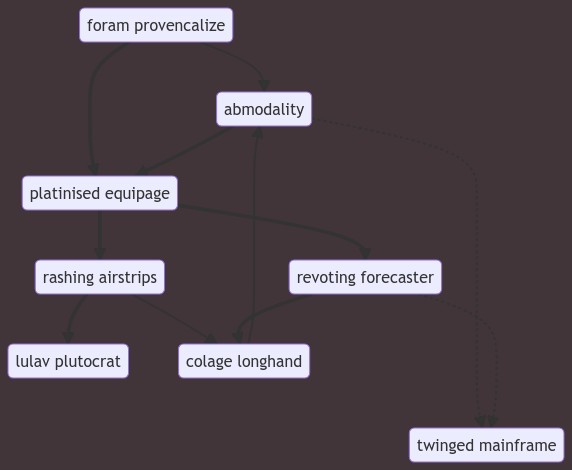 foram provencalize
abmodality
platinised equipage
rashing airstrips
revoting forecaster
lulav plutocrat
colage longhand
twinged mainframe